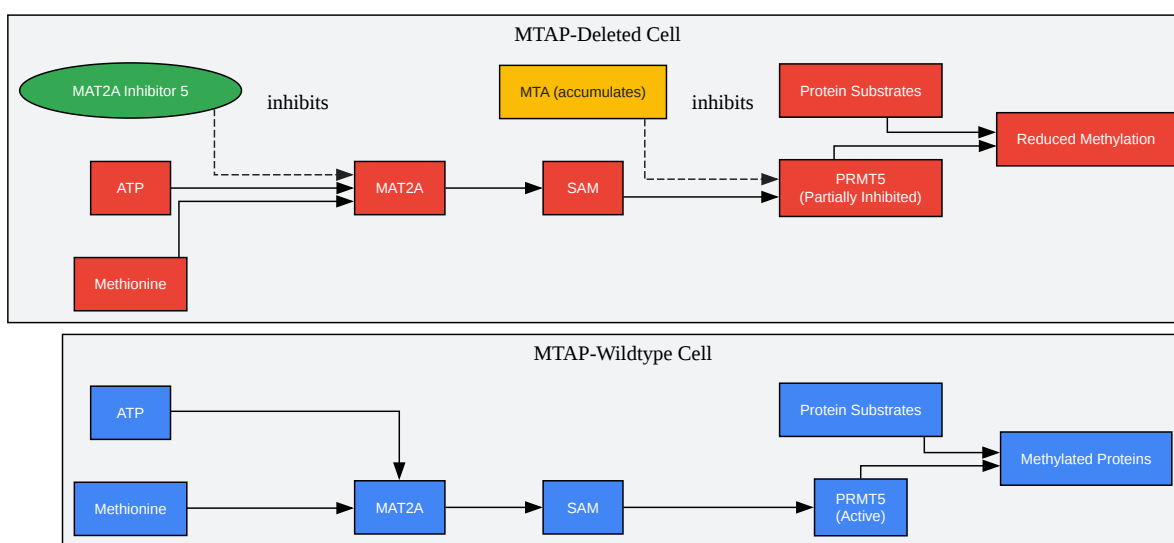 MTAP-Deleted Cell
MAT2A Inhibitor 5
inhibits
MTA (accumulates)
inhibits
Protein Substrates
Reduced Methylation
ATP
MAT2A
SAM
PRMT5
(Partially Inhibited)
Methionine
MTAP-Wildtype Cell
ATP
Protein Substrates
Methylated Proteins
Methionine
MAT2A
SAM
PRMT5
(Active)